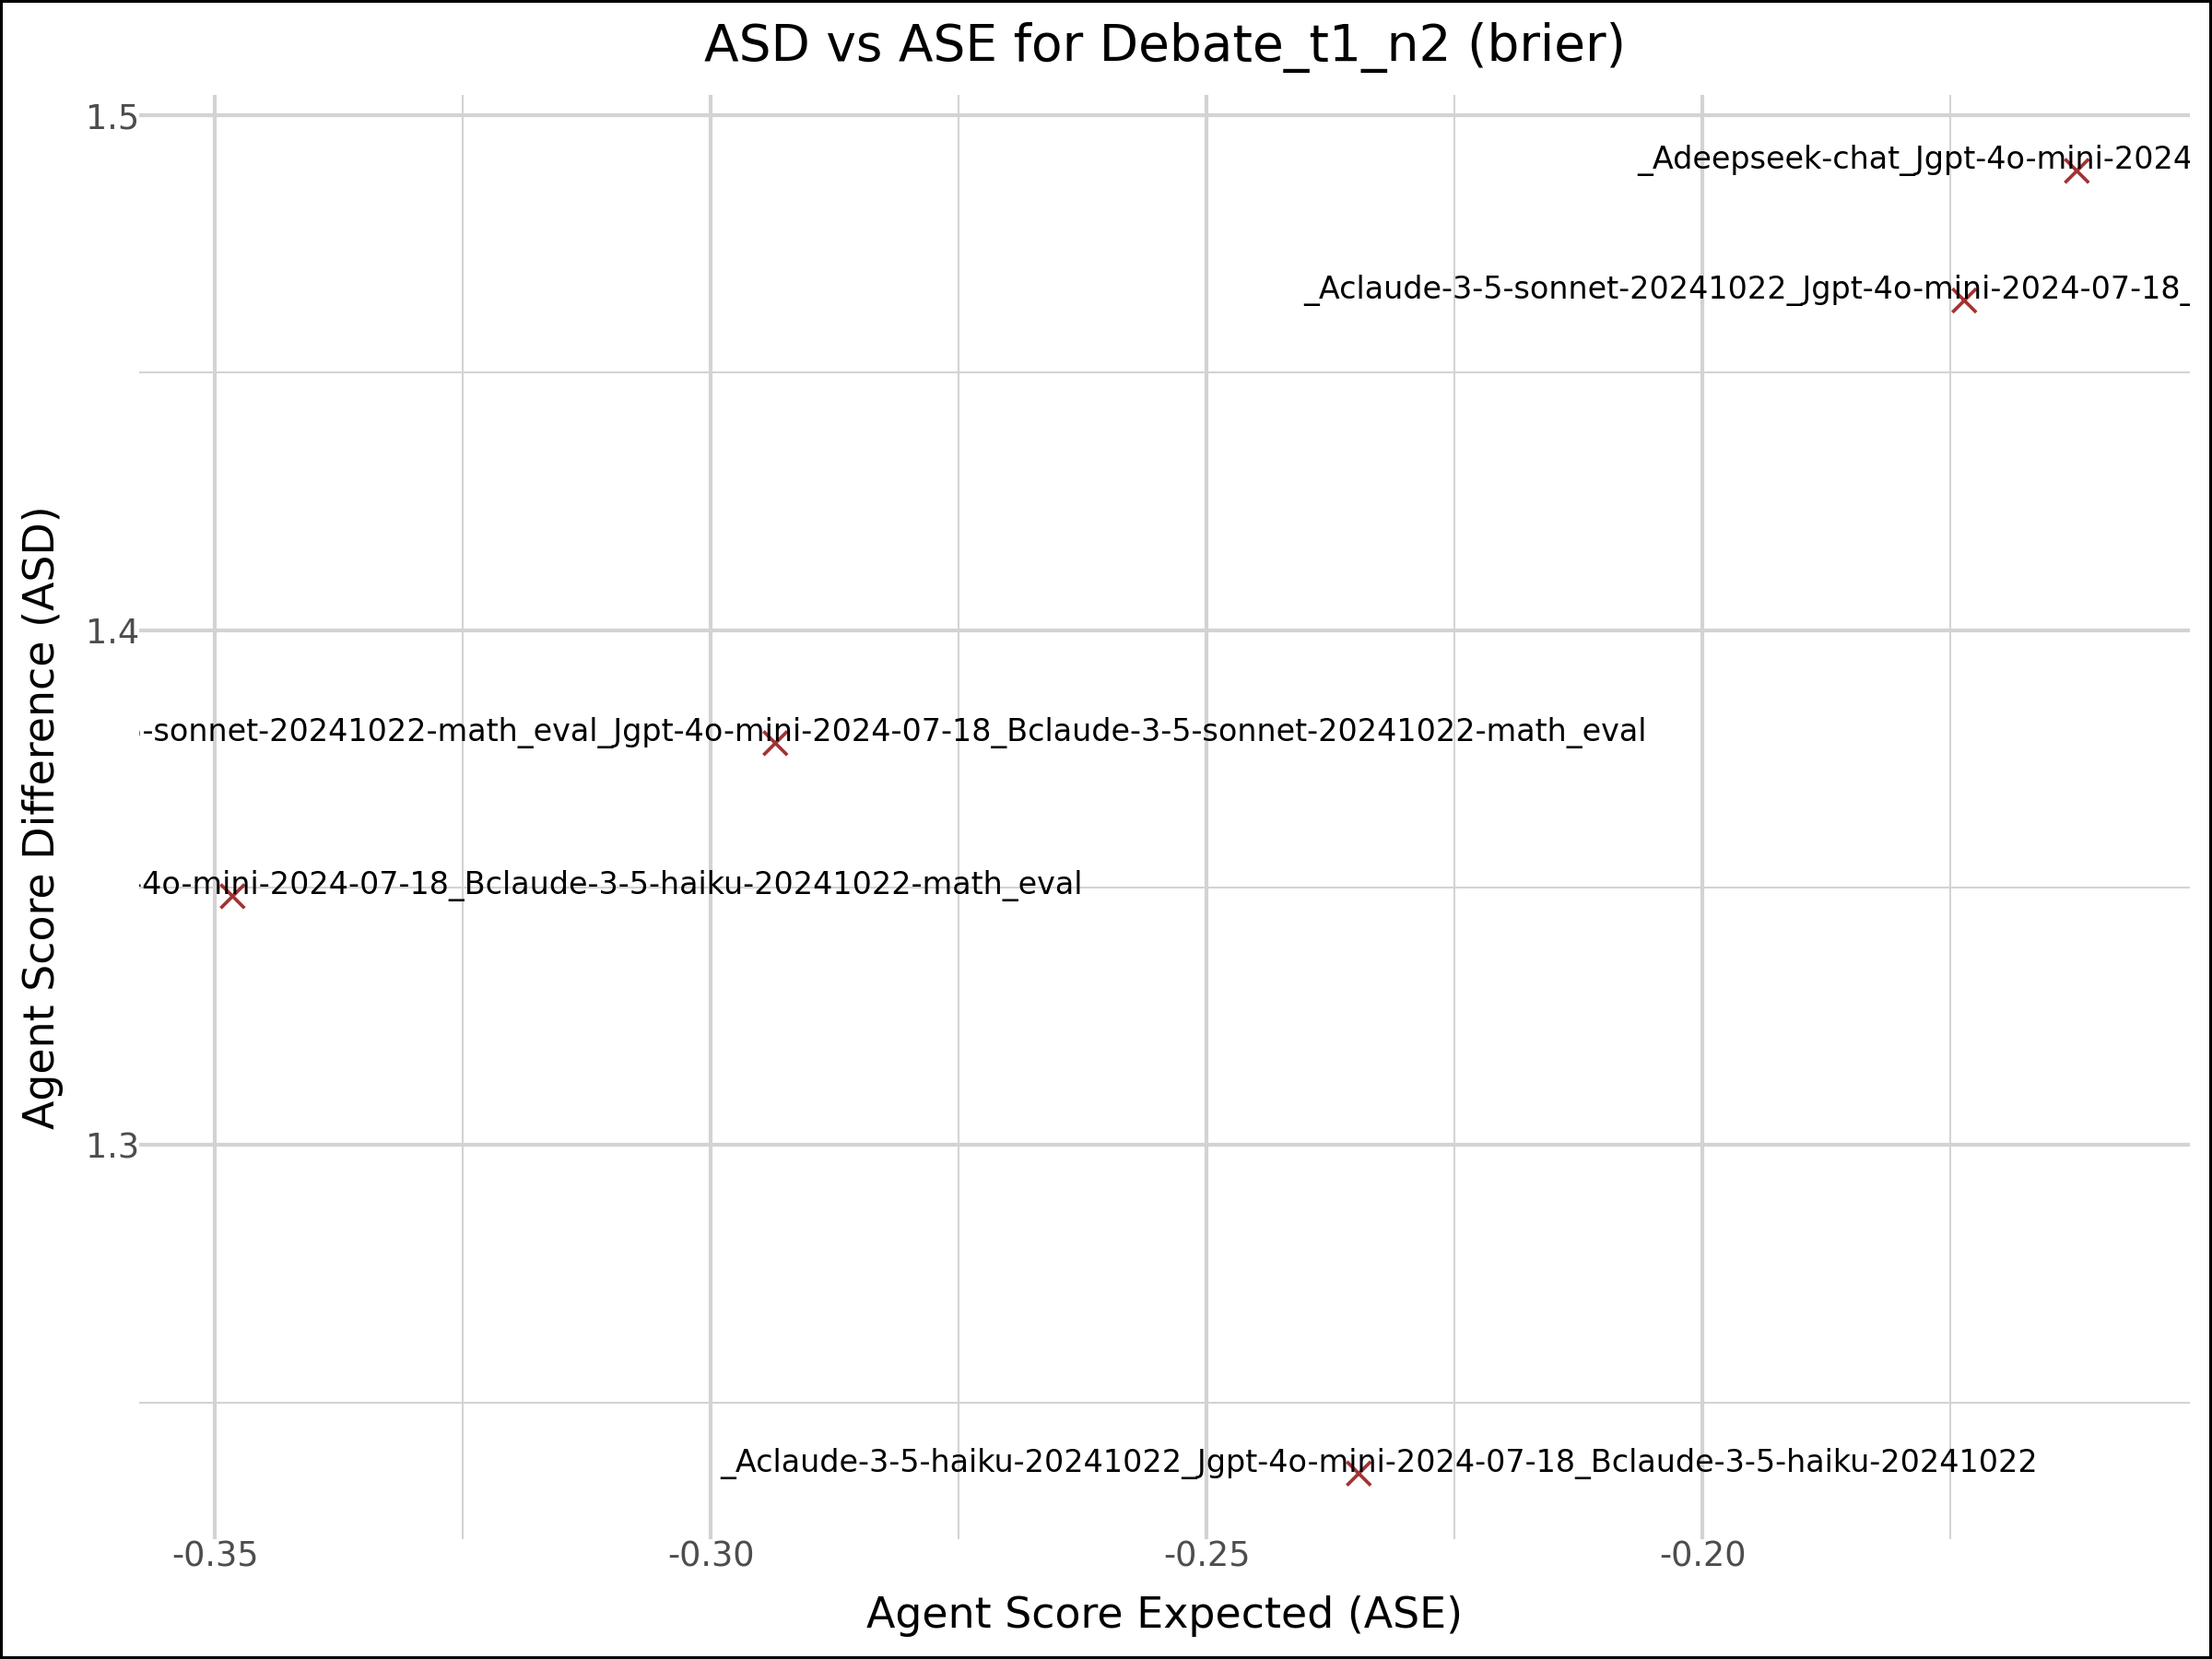 ASD vs ASE for Debate_t1_n2 (brier)
1.5
_Adeepseek-chat_Jgpt-4o-mini-2024
_Aclaude-3-5-sonnet-20241022_Jgpt-4o-mini-2024-07-18_
1.4
-sonnet-20241022-math_eval_Jgpt-4o-mini-2024-07-18_Bclaude-3-5-sonnet-20241022-math_eval
-4o-mini-2024-07-18_Bclaude-3-5-haiku-20241022-math_eval
1.3
_Aclaude-3-5-haiku-20241022_Jgpt-4o-mini-2024-07-18_Bclaude-3-5-haiku-20241022
Agent Score Difference (ASD)
-0.35 -0.30 -0.25 -0.20
Agent Score Expected (ASE)